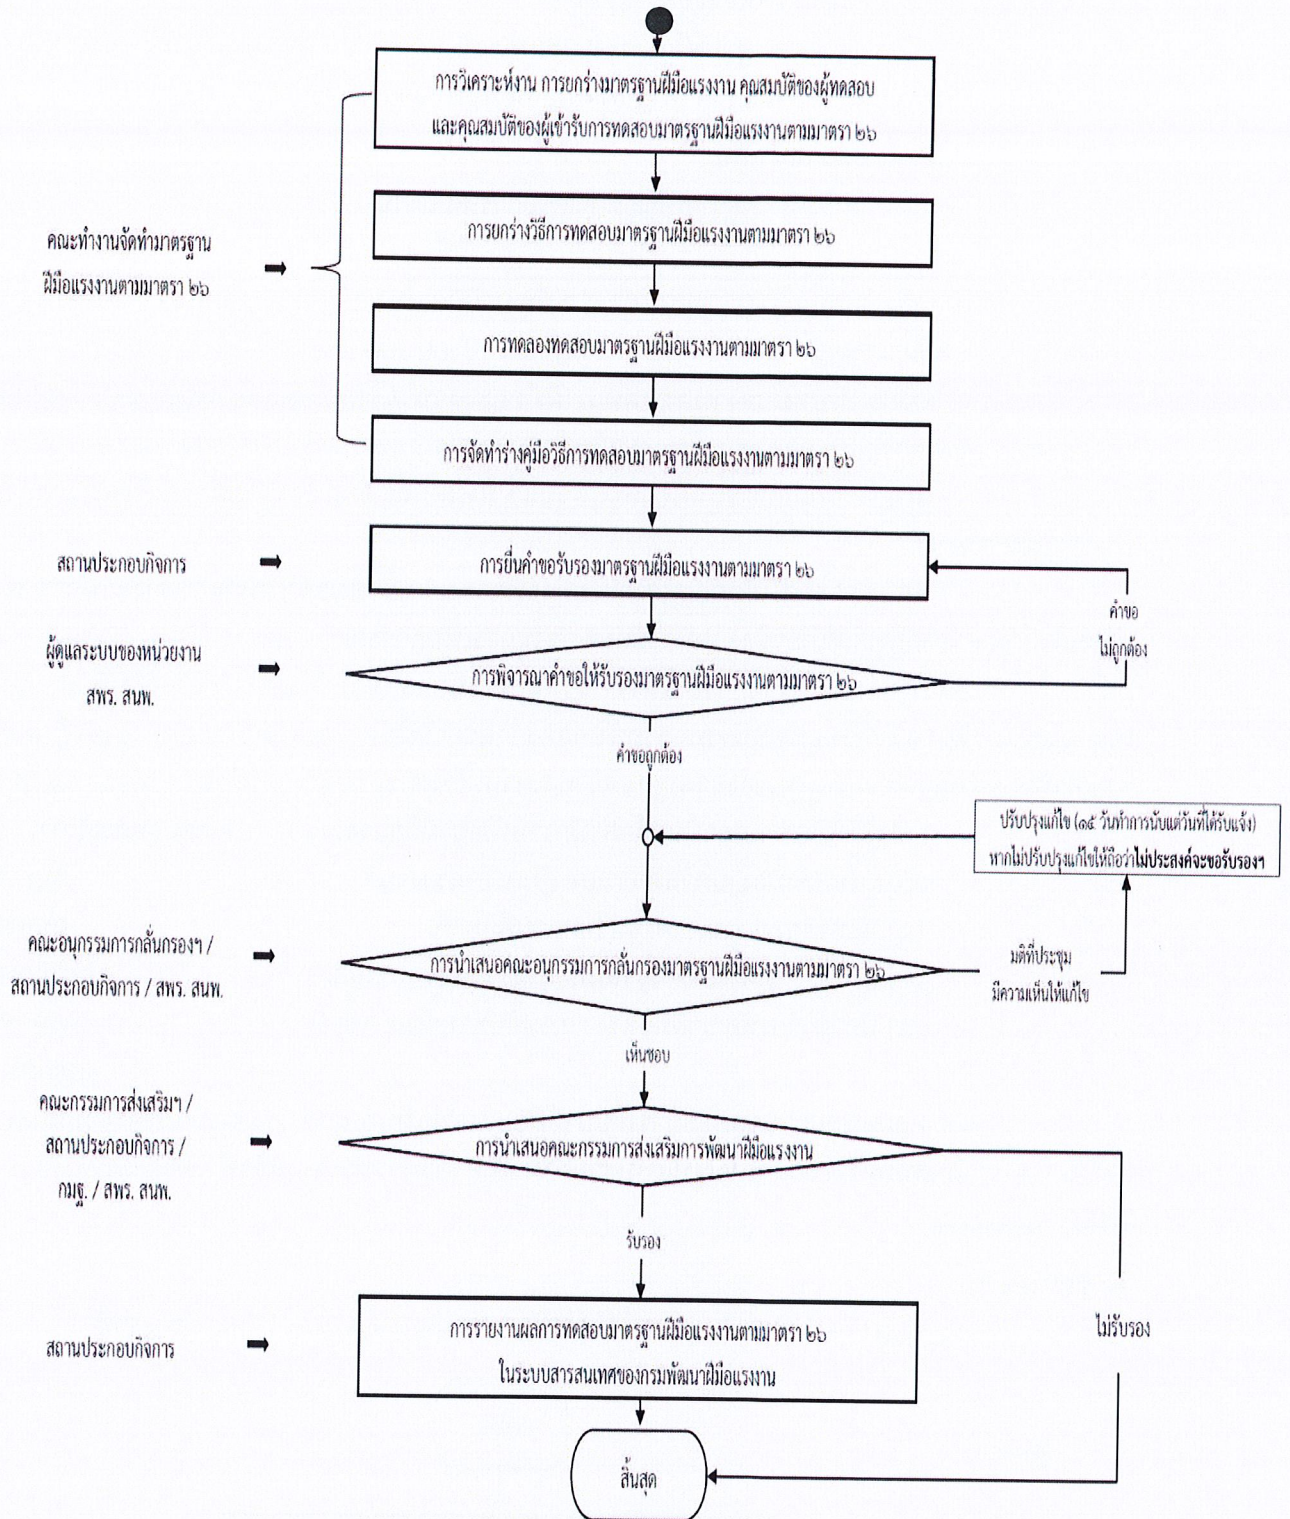 การวิเคราะห์งาน การยกร่างมาตรฐานฝีมือแรงงาน คุณสมบัติของผู้ทดสอบ
และคุณสมบัติของผู้เข้ารับการทดสอบมาตรฐานฝีมือแรงงานตามมาตรา ๒๖
การยกร่างวิธีการทดสอบมาตรฐานฝีมือแรงงานตามมาตรา ๒๖
คณะทำงานจัดทำมาตรฐาน
ฝีมือแรงงานตามมาตรา ๒๖
การทดลองทดสอบมาตรฐานฝีมือแรงงานตามมาตรา ๒๖
การจัดทำร่างคู่มือวิธีการทดสอบมาตรฐานฝีมือแรงงานตามมาตรา ๒๖
สถานประกอบกิจการ
การยื่นคำขอรับรองมาตรฐานฝีมือแรงงานตามมาตรา ๒๖
คำขอ
ไม่ถูกต้อง
ผู้ดูแลระบบของหน่วยงาน
สพร. สนพ.
การพิจารณาคำขอให้รับรองมาตรฐานฝีมือแรงงานตามมาตรา ๒๖
คำขอถูกต้อง
ปรับปรุงแก้ไข (๑๕ วันทำการนับแต่วันที่ได้รับแจ้ง)
หากไม่ปรับปรุงแก้ไขให้ถือว่าไม่ประสงค์จะขอรับรองฯ
คณะอนุกรรมการกลั่นกรองฯ /
สถานประกอบกิจการ / สพร. สนพ.
การนำเสนอคณะอนุกรรมการกลั่นกรองมาตรฐานฝีมือแรงงานตามมาตรา ๒๖
มติที่ประชุม
มีความเห็นให้แก้ไข
เห็นชอบ
คณะกรรมการส่งเสริมฯ /
สถานประกอบกิจการ /
กมฐ. / สพร. สนพ.
การนำเสนอคณะกรรมการส่งเสริมการพัฒนาฝีมือแรงงาน
รับรอง
ไม่รับรอง
สถานประกอบกิจการ
การรายงานผลการทดสอบมาตรฐานฝีมือแรงงานตามมาตรา ๒๖
ในระบบสารสนเทศของกรมพัฒนาฝีมือแรงงาน
สิ้นสุด